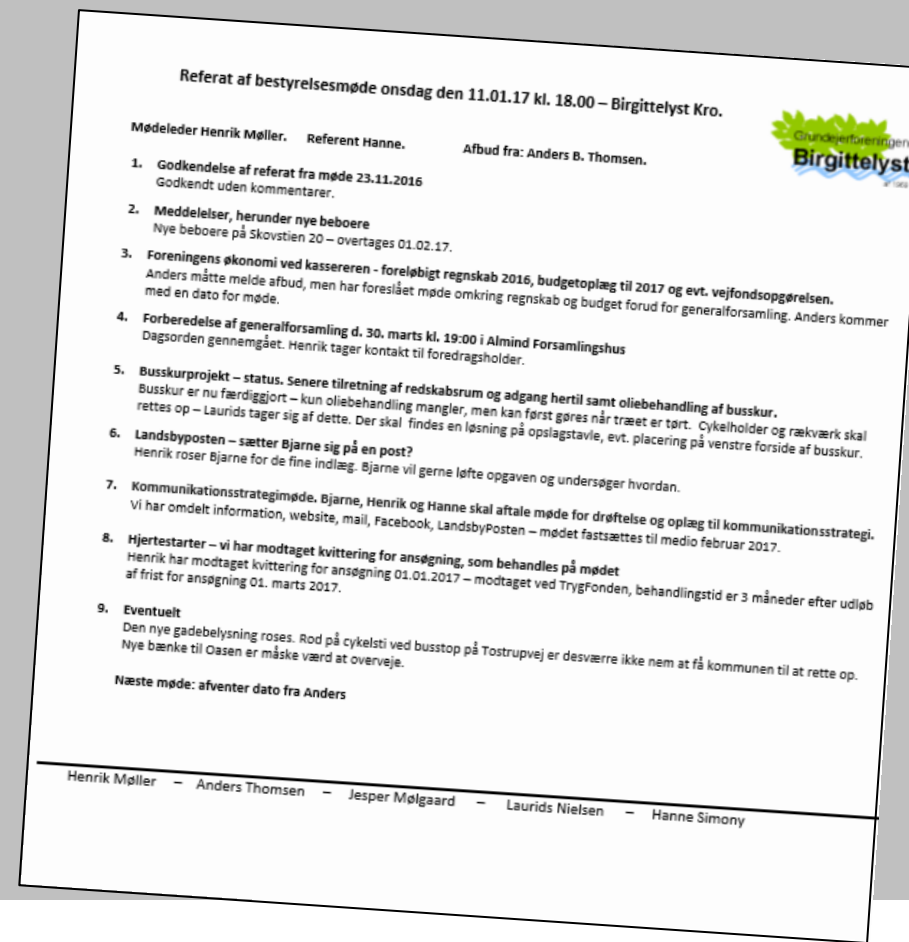 Referat af bestyrelsesmøde onsdag den 11.01.17 kl. 18.00 – Birgittelyst Kro.
Grundejerforeningen
Birgittelyst
Mødeleder Henrik Møller. Referent Hanne. Afbud fra: Anders B. Thomsen.
1. Godkendelse af referat fra møde 23.11.2016
Godkendt uden kommentarer.
2. Meddelelser, herunder nye beboere
Nye beboere på Skovstien 20 – overtages 01.02.17.
3. Foreningens økonomi ved kassereren - foreløbigt regnskab 2016, budgetoplæg til 2017 og evt. vejfondsopgørelsen.
Anders måtte melde afbud, men har foreslået møde omkring regnskab og budget forud for generalforsamling. Anders kommer
med en dato for møde.
4. Forberedelse af generalforsamling d. 30. marts kl. 19:00 i Almind Forsamlingshus
Dagsorden gennemgået. Henrik tager kontakt til foredragsholder.
5. Busskurprojekt – status. Senere tilretning af redskabsrum og adgang hertil samt oliebehandling af busskur.
Busskur er nu færdiggjort – kun oliebehandling mangler, men kan først gøres når træet er tørt. Cykelholder og rækværk skal
rettes op – Laurids tager sig af dette. Der skal findes en løsning på opslagstavle, evt. placering på venstre forside af busskur.
6. Landsbyposten – sætter Bjarne sig på en post?
Henrik roser Bjarne for de fine indlæg. Bjarne vil gerne løfte opgaven og undersøger hvordan.
7. Kommunikationsstrategimøde. Bjarne, Henrik og Hanne skal aftale møde for drøftelse og oplæg til kommunikationsstrategi.
Vi har omdelt information, website, mail, Facebook, LandsbyPosten – mødet fastsættes til medio februar 2017.
8. Hjertestarter – vi har modtaget kvittering for ansøgning, som behandles på mødet
Henrik har modtaget kvittering for ansøgning 01.01.2017 – modtaget ved TrygFonden, behandlingstid er 3 måneder efter udløb
af frist for ansøgning 01. marts 2017.
9. Eventuelt
Den nye gadebelysning roses. Rod på cykelsti ved busstop på Tostrupvej er desværre ikke nem at få kommunen til at rette op.
Nye bænke til Oasen er måske værd at overveje.
Næste møde: afventer dato fra Anders
Henrik Møller – Anders Thomsen – Jesper Mølgaard – Laurids Nielsen – Hanne Simony